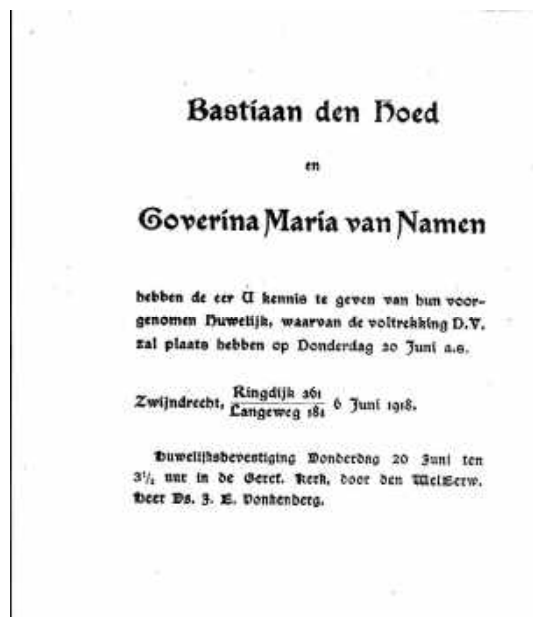 Bastiaan den Hoed
en
Goverina Maria van Namen
hebben de eer U kennis te geven van hun voor-
genomen Huwelijk, waarvan de voltrekking D.V.
zal plaats hebben op Donderdag 20 Juni a.s.
Zwijndrecht, Ringdijk 261
Langeweg 181 6 Juni 1918.
Huwelijksbevestiging Donderdag 20 Juni ten
3½ uur in de Geref. Kerk, door den WelEerw.
Heer Ds. J. E. Vonkenberg.